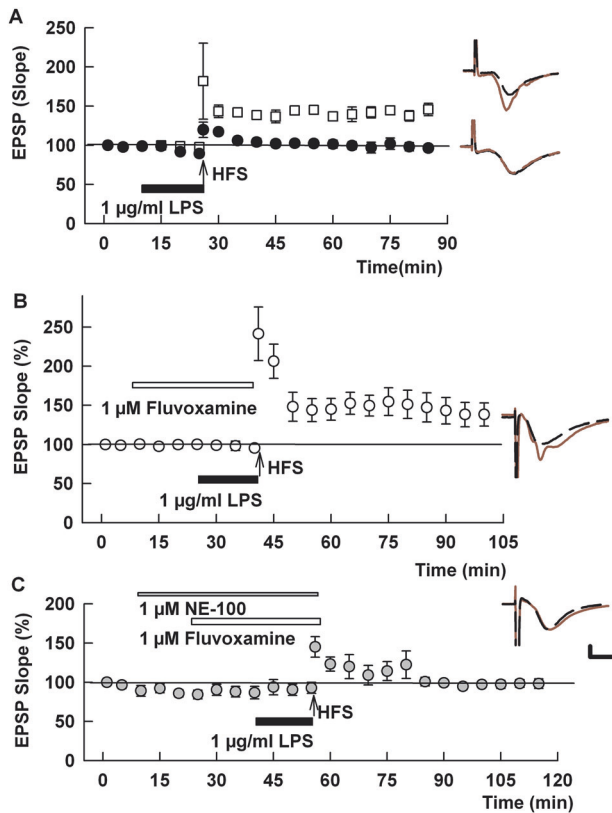 A
EPSP (Slope)
250
200
150
100
50
0
HFS
1 µg/ml LPS
0 15 30 45 60 75 90
Time(min)
B
EPSP Slope (%)
250
200
150
100
50
0
1 µM Fluvoxamine
HFS
1 µg/ml LPS
0 15 30 45 60 75 90 105
Time (min)
C
EPSP Slope (%)
200
150
100
50
0
1 µM NE-100
1 µM Fluvoxamine
HFS
1 µg/ml LPS
0 15 30 45 60 75 90 105 120
Time (min)